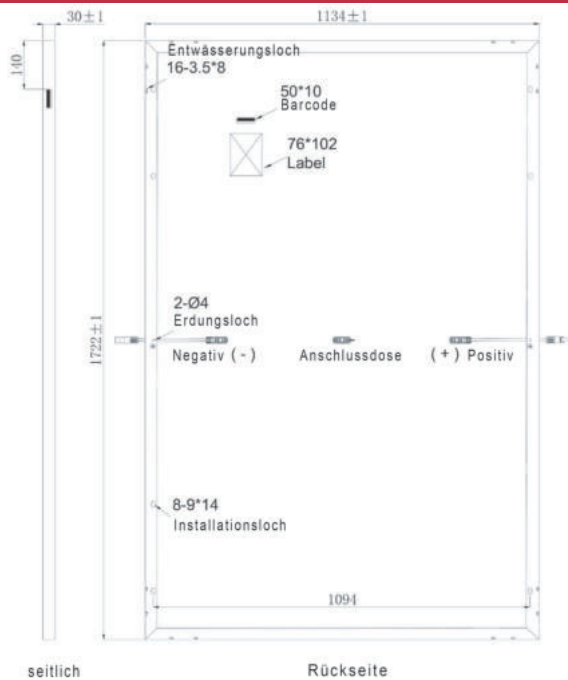 30±1
1134±1
140
Entwässerungsloch
16-3.5*8
50*10
Barcode
76*102
Label
1722±1
2-Ø4
Erdungsloch
Negativ (-)
Anschlussdose
(+) Positiv
8-9*14
Installationsloch
1094
seitlich
Rückseite